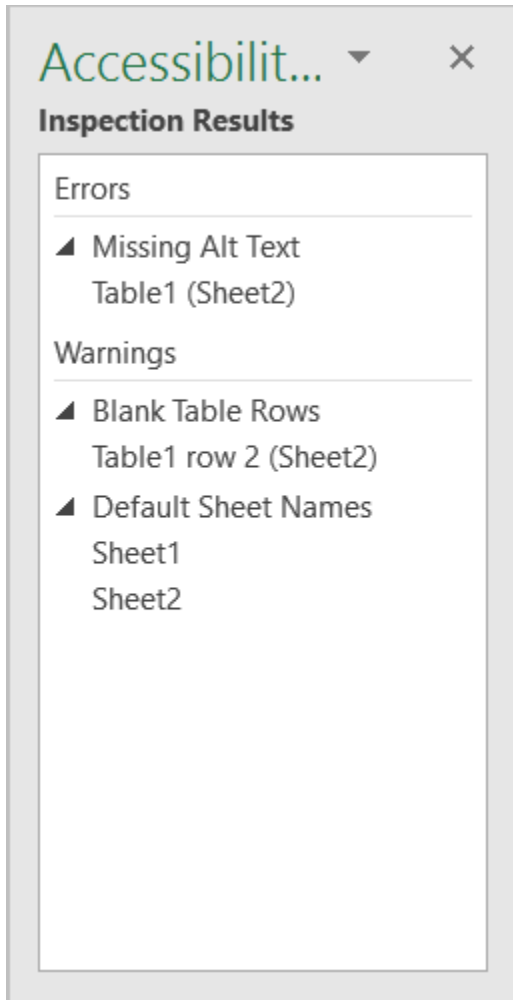 Accessibilit...
Inspection Results
Errors
Missing Alt Text
Table1 (Sheet2)
Warnings
Blank Table Rows
Table1 row 2 (Sheet2)
Default Sheet Names
Sheet1
Sheet2